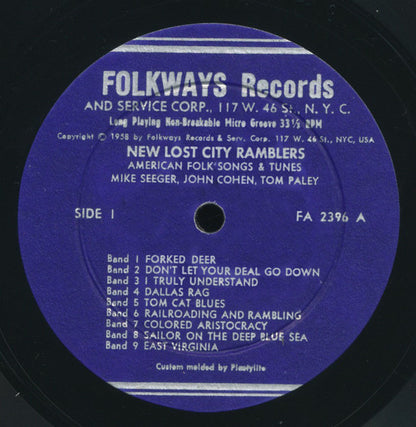 FOLKWAYS Records
AND SERVICE CORP., 117 W. 46 St., N. Y. C.
Long Playing Non-Breakable Micro Groove 33⅓ RPM
Copyright © 1958 by Folkways Records & Serv. Corp. 117 W. 46 St., NYC, USA
NEW LOST CITY RAMBLERS
AMERICAN FOLK SONGS & TUNES
MIKE SEEGER, JOHN COHEN, TOM PALEY
SIDE I FA 2396 A
Band 1 FORKED DEER
Band 2 DON'T LET YOUR DEAL GO DOWN
Band 3 I TRULY UNDERSTAND
Band 4 DALLAS RAG
Band 5 TOM CAT BLUES
Band 6 RAILROADING AND RAMBLING
Band 7 COLORED ARISTOCRACY
Band 8 SAILOR ON THE DEEP BLUE SEA
Band 9 EAST VIRGINIA
Custom molded by Plastylite